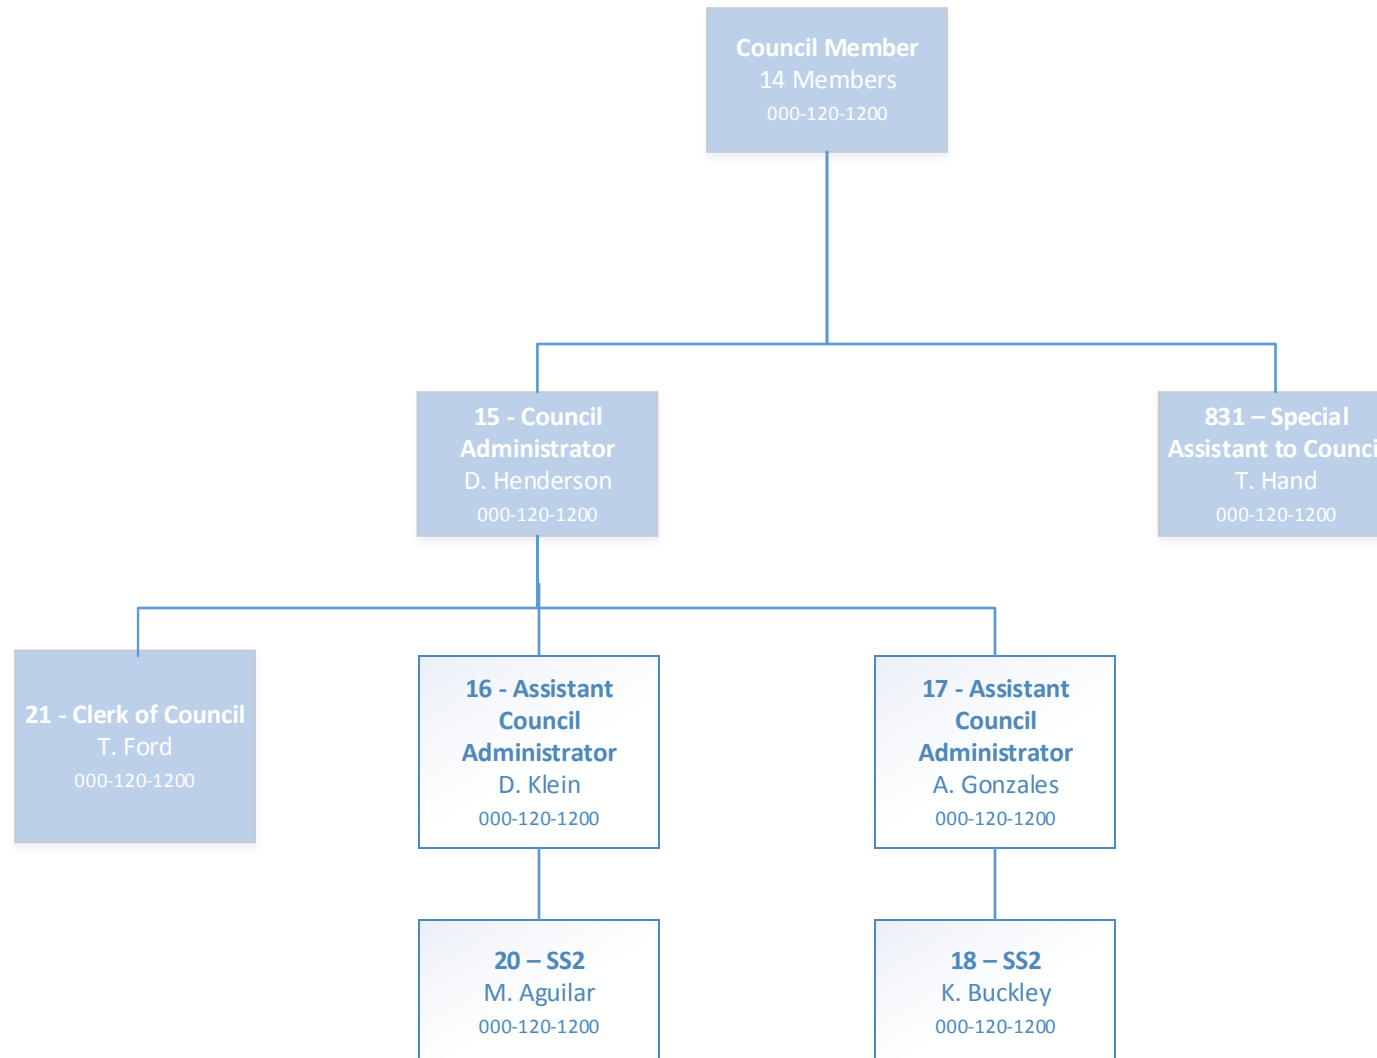 Council Member
14 Members
000-120-1200
15 - Council
Administrator
D. Henderson
000-120-1200
831 – Special
Assistant to Counci
T. Hand
000-120-1200
21 - Clerk of Council
T. Ford
000-120-1200
16 - Assistant
Council
Administrator
D. Klein
000-120-1200
17 - Assistant
Council
Administrator
A. Gonzales
000-120-1200
20 – SS2
M. Aguilar
000-120-1200
18 – SS2
K. Buckley
000-120-1200